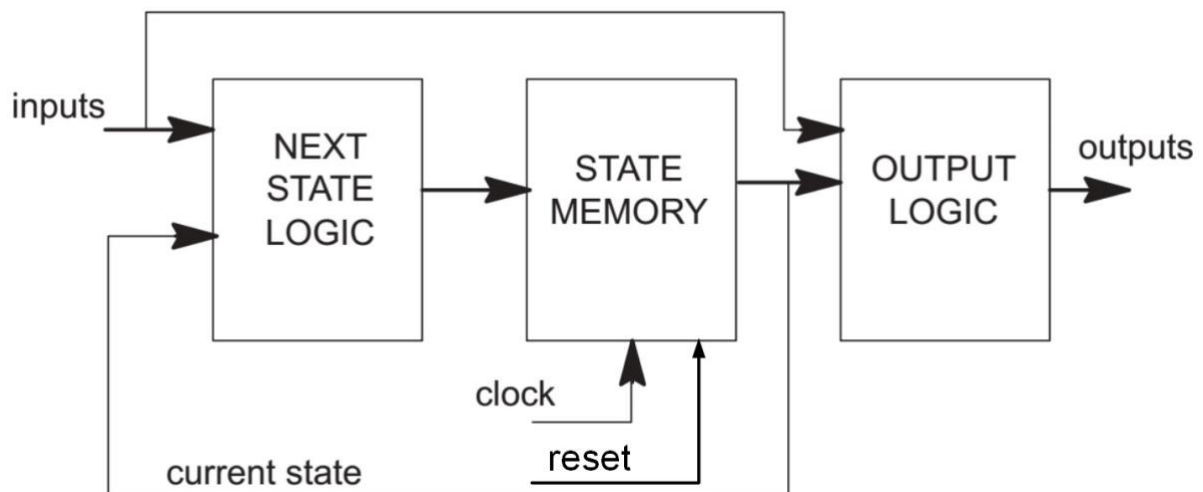 inputs
NEXT
STATE
LOGIC
STATE
MEMORY
OUTPUT
LOGIC
outputs
clock
reset
current state